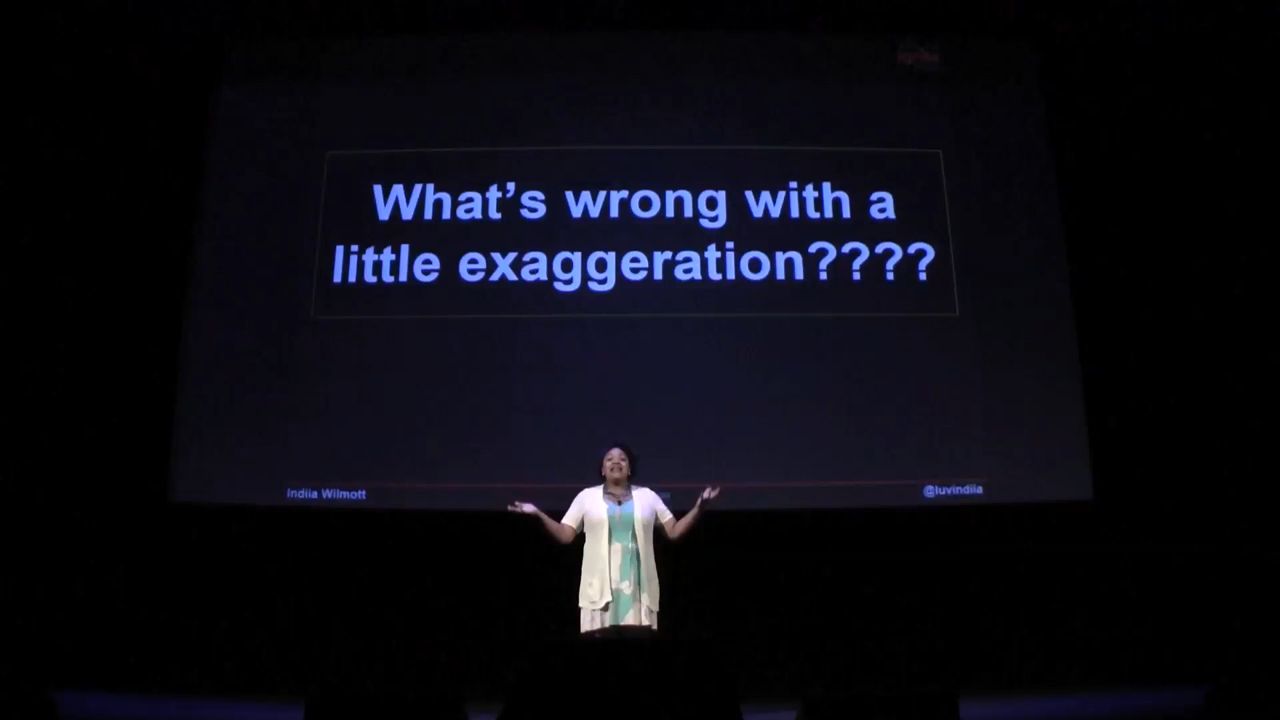 What's wrong with a
little exaggeration????
Indiia Wilmott
@luvindiia